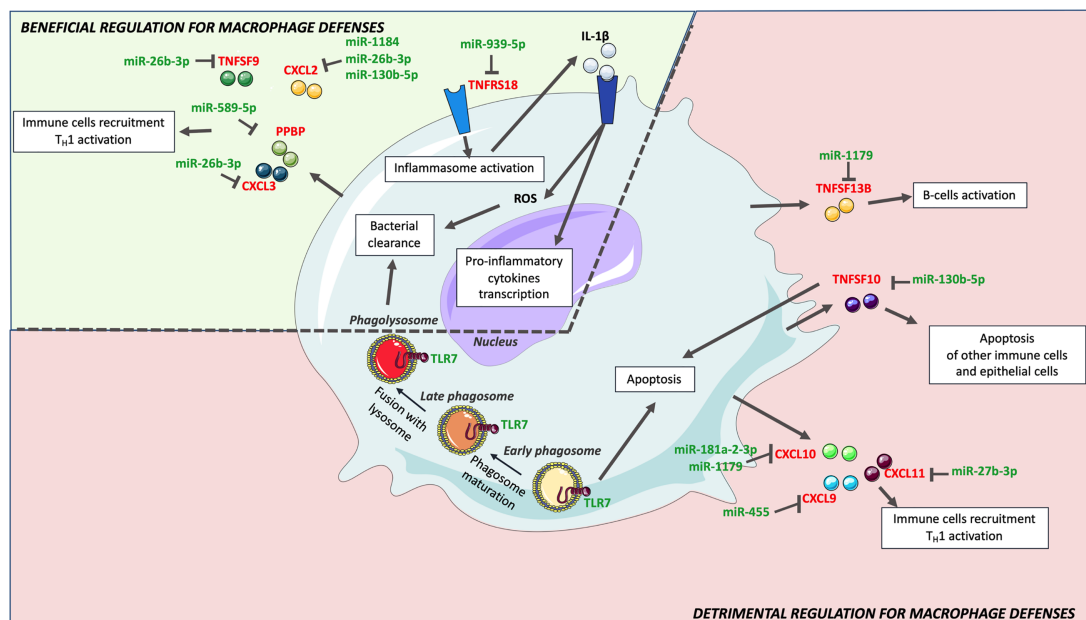 BENEFICIAL REGULATION FOR MACROPHAGE DEFENSES
miR-26b-3p
TNFSF9
miR-1184
miR-26b-3p
miR-130b-5p
CXCL2
miR-939-5p
TNFRS18
IL-1β
miR-589-5p
PPBP
Immune cells recruitment
TH1 activation
miR-26b-3p
CXCL3
Inflammasome activation
ROS
Bacterial
clearance
Pro-inflammatory
cytokines
transcription
Phagolysosome
Nucleus
TLR7
Fusion with
lysosome
Late phagosome
TLR7
Phagosome
maturation
Early phagosome
TLR7
Apoptosis
miR-1179
TNFSF13B
B-cells activation
TNFSF10
miR-130b-5p
Apoptosis
of other immune cells
and epithelial cells
miR-181a-2-3p
miR-1179
CXCL10
CXCL11
miR-27b-3p
CXCL9
miR-455
Immune cells recruitment
TH1 activation
DETRIMENTAL REGULATION FOR MACROPHAGE DEFENSES